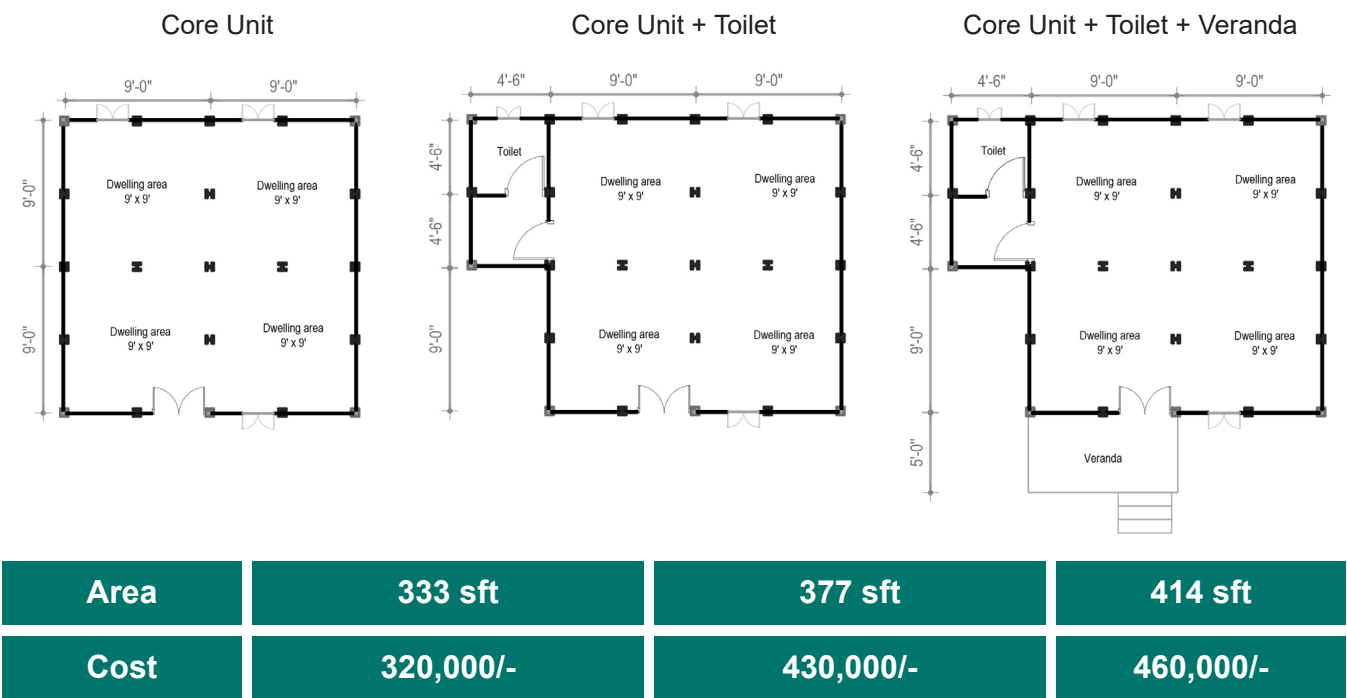 Core Unit
Core Unit + Toilet
Core Unit + Toilet + Veranda
9'-0"
9'-0"
9'-0"
9'-0"
Dwelling area
9' x 9'
Dwelling area
9' x 9'
Dwelling area
9' x 9'
Dwelling area
9' x 9'
4'-6"
9'-0"
9'-0"
4'-6"
4'-6"
9'-0"
Toilet
Dwelling area
9' x 9'
Dwelling area
9' x 9'
Dwelling area
9' x 9'
Dwelling area
9' x 9'
4'-6"
9'-0"
9'-0"
4'-6"
4'-6"
9'-0"
5'-0"
Toilet
Dwelling area
9' x 9'
Dwelling area
9' x 9'
Dwelling area
9' x 9'
Dwelling area
9' x 9'
Veranda
Area 333 sft 377 sft 414 sft
Cost 320,000/- 430,000/- 460,000/-